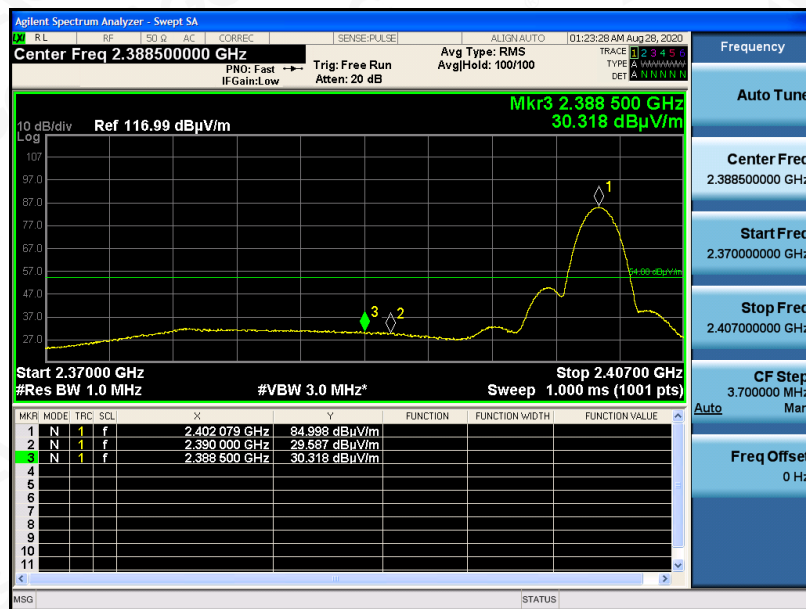 Agilent Spectrum Analyzer - Swept SA
LXI RL RF 50 Ω AC CORREC SENSE:PULSE ALIGN AUTO 01:23:28 AM Aug 28, 2020
Center Freq 2.388500000 GHz
PNO: Fast
IFGain:Low
Trig: Free Run
Atten: 20 dB
Avg Type: RMS
Avg|Hold: 100/100
TRACE 1 2 3 4 5 6
TYPE A WWWWW
DET A N N N N N
Mkr3 2.388 500 GHz
30.318 dBµV/m
10 dB/div Ref 116.99 dBµV/m
Log
107
97.0
87.0
77.0
67.0
57.0
47.0
37.0
27.0
1
54.00 dBµV/m
3
2
Start 2.37000 GHz Stop 2.40700 GHz
#Res BW 1.0 MHz #VBW 3.0 MHz* Sweep 1.000 ms (1001 pts)
MKR MODE TRC SCL X Y FUNCTION FUNCTION WIDTH FUNCTION VALUE
1 N 1 f 2.402 079 GHz 84.998 dBµV/m
2 N 1 f 2.390 000 GHz 29.587 dBµV/m
3 N 1 f 2.388 500 GHz 30.318 dBµV/m
4
5
6
7
8
9
10
11
MSG STATUS
Frequency
Auto Tune
Center Freq
2.388500000 GHz
Start Freq
2.370000000 GHz
Stop Freq
2.407000000 GHz
CF Step
3.700000 MHz
Auto Man
Freq Offset
0 Hz